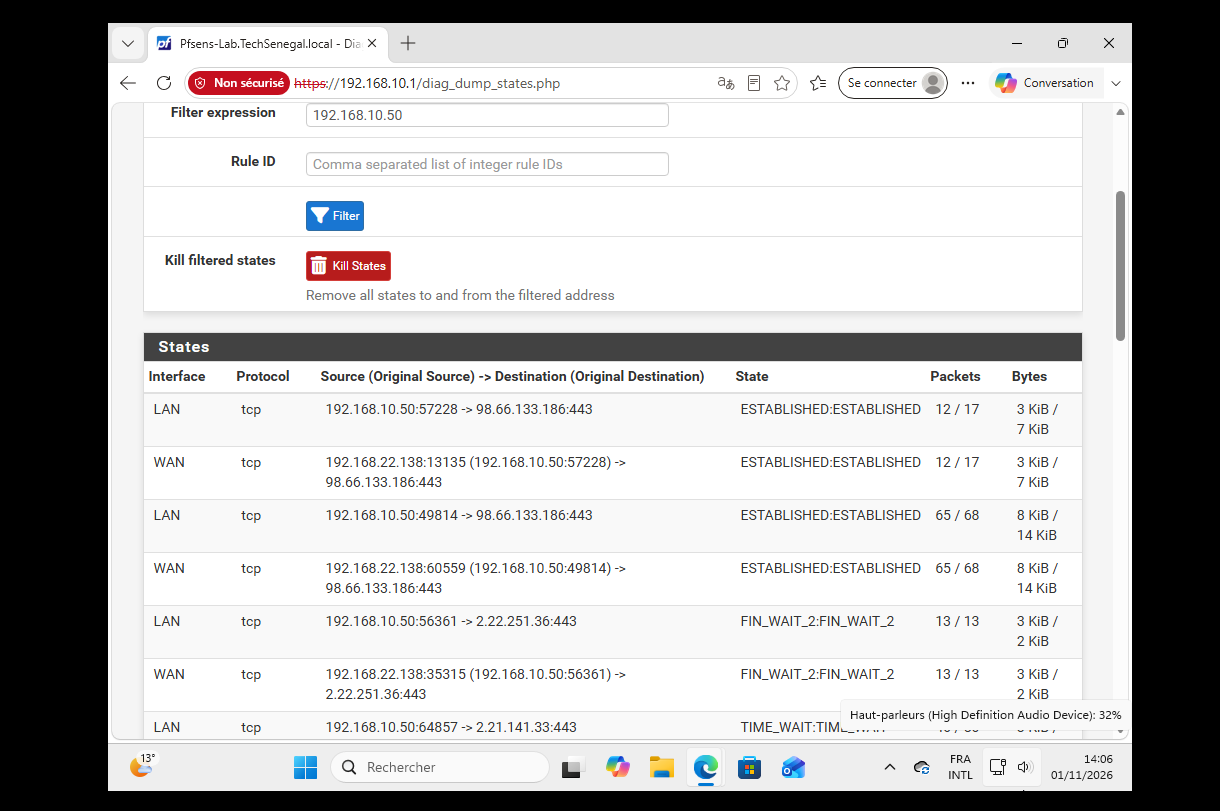 Pfsens-Lab.TechSenegal.local - Dia
Non sécurisé https://192.168.10.1/diag_dump_states.php Se connecter Conversation
Filter expression 192.168.10.50
Rule ID Comma separated list of integer rule IDs
Filter
Kill filtered states Kill States
Remove all states to and from the filtered address
States
Interface Protocol Source (Original Source) -> Destination (Original Destination) State Packets Bytes
LAN tcp 192.168.10.50:57228 -> 98.66.133.186:443 ESTABLISHED:ESTABLISHED 12 / 17 3 KiB /
7 KiB
WAN tcp 192.168.22.138:13135 (192.168.10.50:57228) -> ESTABLISHED:ESTABLISHED 12 / 17 3 KiB /
98.66.133.186:443 7 KiB
LAN tcp 192.168.10.50:49814 -> 98.66.133.186:443 ESTABLISHED:ESTABLISHED 65 / 68 8 KiB /
14 KiB
WAN tcp 192.168.22.138:60559 (192.168.10.50:49814) -> ESTABLISHED:ESTABLISHED 65 / 68 8 KiB /
98.66.133.186:443 14 KiB
LAN tcp 192.168.10.50:56361 -> 2.22.251.36:443 FIN_WAIT_2:FIN_WAIT_2 13 / 13 3 KiB /
2 KiB
WAN tcp 192.168.22.138:35315 (192.168.10.50:56361) -> FIN_WAIT_2:FIN_WAIT_2 13 / 13 3 KiB /
2.22.251.36:443 2 KiB
LAN tcp 192.168.10.50:64857 -> 2.21.141.33:443 TIME_WAIT:TIME_WAIT
Haut-parleurs (High Definition Audio Device): 32%
13° Rechercher FRA 14:06
INTL 01/11/2026